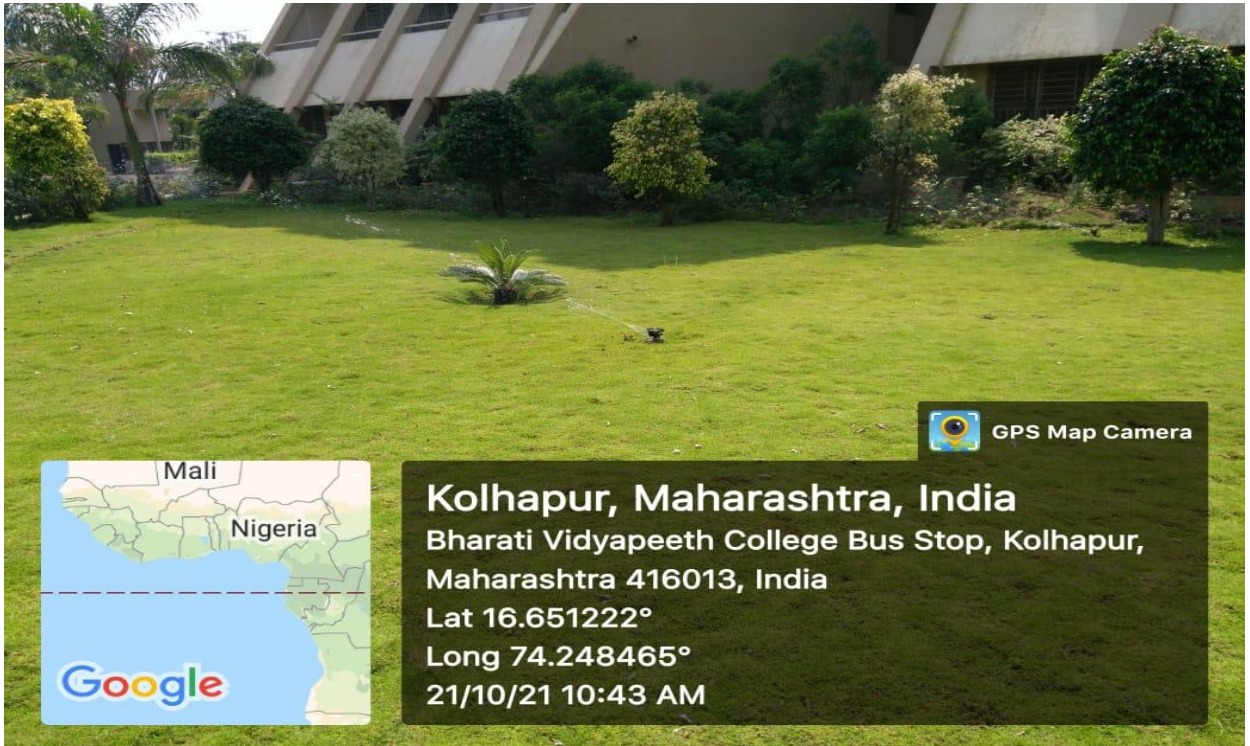 GPS Map Camera
Mali
Nigeria
Google
Kolhapur, Maharashtra, India
Bharati Vidyapeeth College Bus Stop, Kolhapur,
Maharashtra 416013, India
Lat 16.651222°
Long 74.248465°
21/10/21 10:43 AM